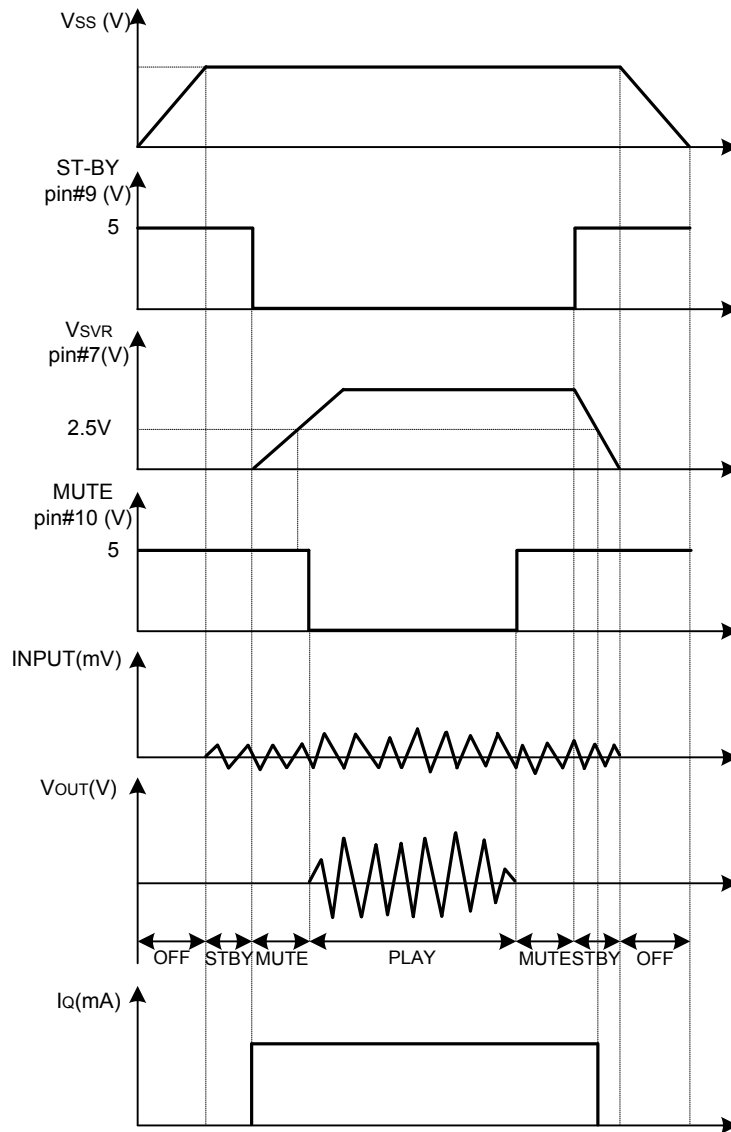 VSS (V)
ST-BY
pin#9 (V)
5
VSVR
pin#7(V)
2.5V
MUTE
pin#10 (V)
5
INPUT(mV)
VOUT(V)
OFF STBY MUTE PLAY MUTE STBY OFF
IQ(mA)